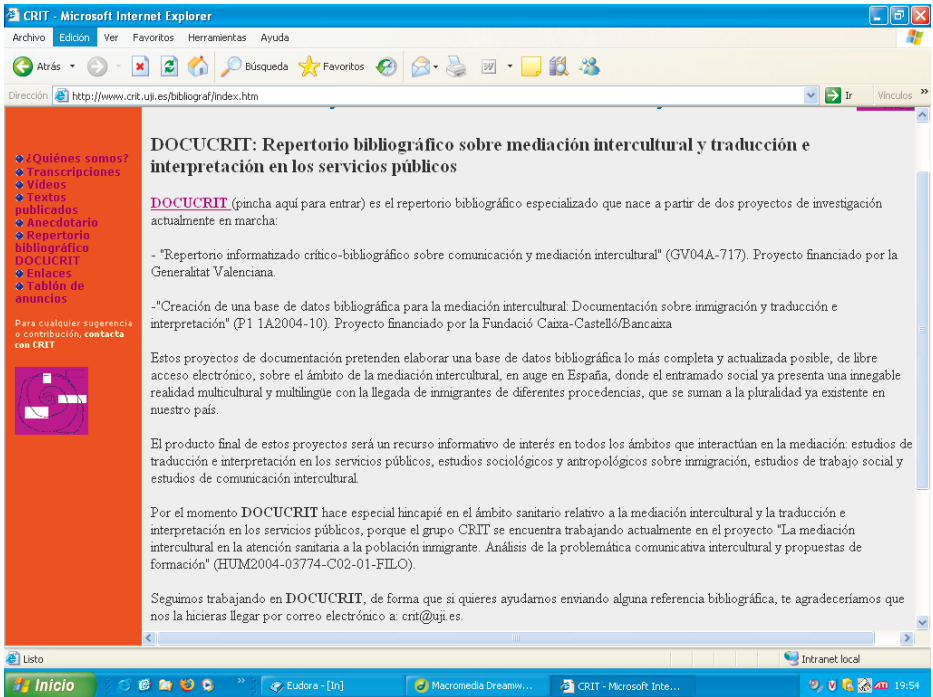 CRIT - Microsoft Internet Explorer
Archivo Edición Ver Favoritos Herramientas Ayuda
Atrás Búsqueda Favoritos
Dirección http://www.crit.uji.es/bibliograf/index.htm Ir Vínculos »
¿Quiénes somos?
Transcripciones
Vídeos
Textos
publicados
Anecdotario
Repertorio
bibliográfico
DOCUCRIT
Enlaces
Tablón de
anuncios
Para cualquier sugerencia
o contribución, contacta
con CRIT
DOCUCRIT: Repertorio bibliográfico sobre mediación intercultural y traducción e
interpretación en los servicios públicos
DOCUCRIT (pincha aquí para entrar) es el repertorio bibliográfico especializado que nace a partir de dos proyectos de investigación
actualmente en marcha:
- "Repertorio informatizado crítico-bibliográfico sobre comunicación y mediación intercultural" (GV04A-717). Proyecto financiado por la
Generalitat Valenciana.
-"Creación de una base de datos bibliográfica para la mediación intercultural: Documentación sobre inmigración y traducción e
interpretación" (P1 1A2004-10). Proyecto financiado por la Fundació Caixa-Castelló/Bancaixa
Estos proyectos de documentación pretenden elaborar una base de datos bibliográfica lo más completa y actualizada posible, de libre
acceso electrónico, sobre el ámbito de la mediación intercultural, en auge en España, donde el entramado social ya presenta una innegable
realidad multicultural y multilingüe con la llegada de inmigrantes de diferentes procedencias, que se suman a la pluralidad ya existente en
nuestro país.
El producto final de estos proyectos será un recurso informativo de interés en todos los ámbitos que interactúan en la mediación: estudios de
traducción e interpretación en los servicios públicos, estudios sociológicos y antropológicos sobre inmigración, estudios de trabajo social y
estudios de comunicación intercultural.
Por el momento DOCUCRIT hace especial hincapié en el ámbito sanitario relativo a la mediación intercultural y la traducción e
interpretación en los servicios públicos, porque el grupo CRIT se encuentra trabajando actualmente en el proyecto "La mediación
intercultural en la atención sanitaria a la población inmigrante. Análisis de la problemática comunicativa intercultural y propuestas de
formación" (HUM2004-03774-C02-01-FILO).
Seguimos trabajando en DOCUCRIT, de forma que si quieres ayudarnos enviando alguna referencia bibliográfica, te agradeceríamos que
nos la hicieras llegar por correo electrónico a: crit@uji.es.
Listo Intranet local
Inicio » Eudora - [In] Macromedia Dreamw... CRIT - Microsoft Inte... 19:54